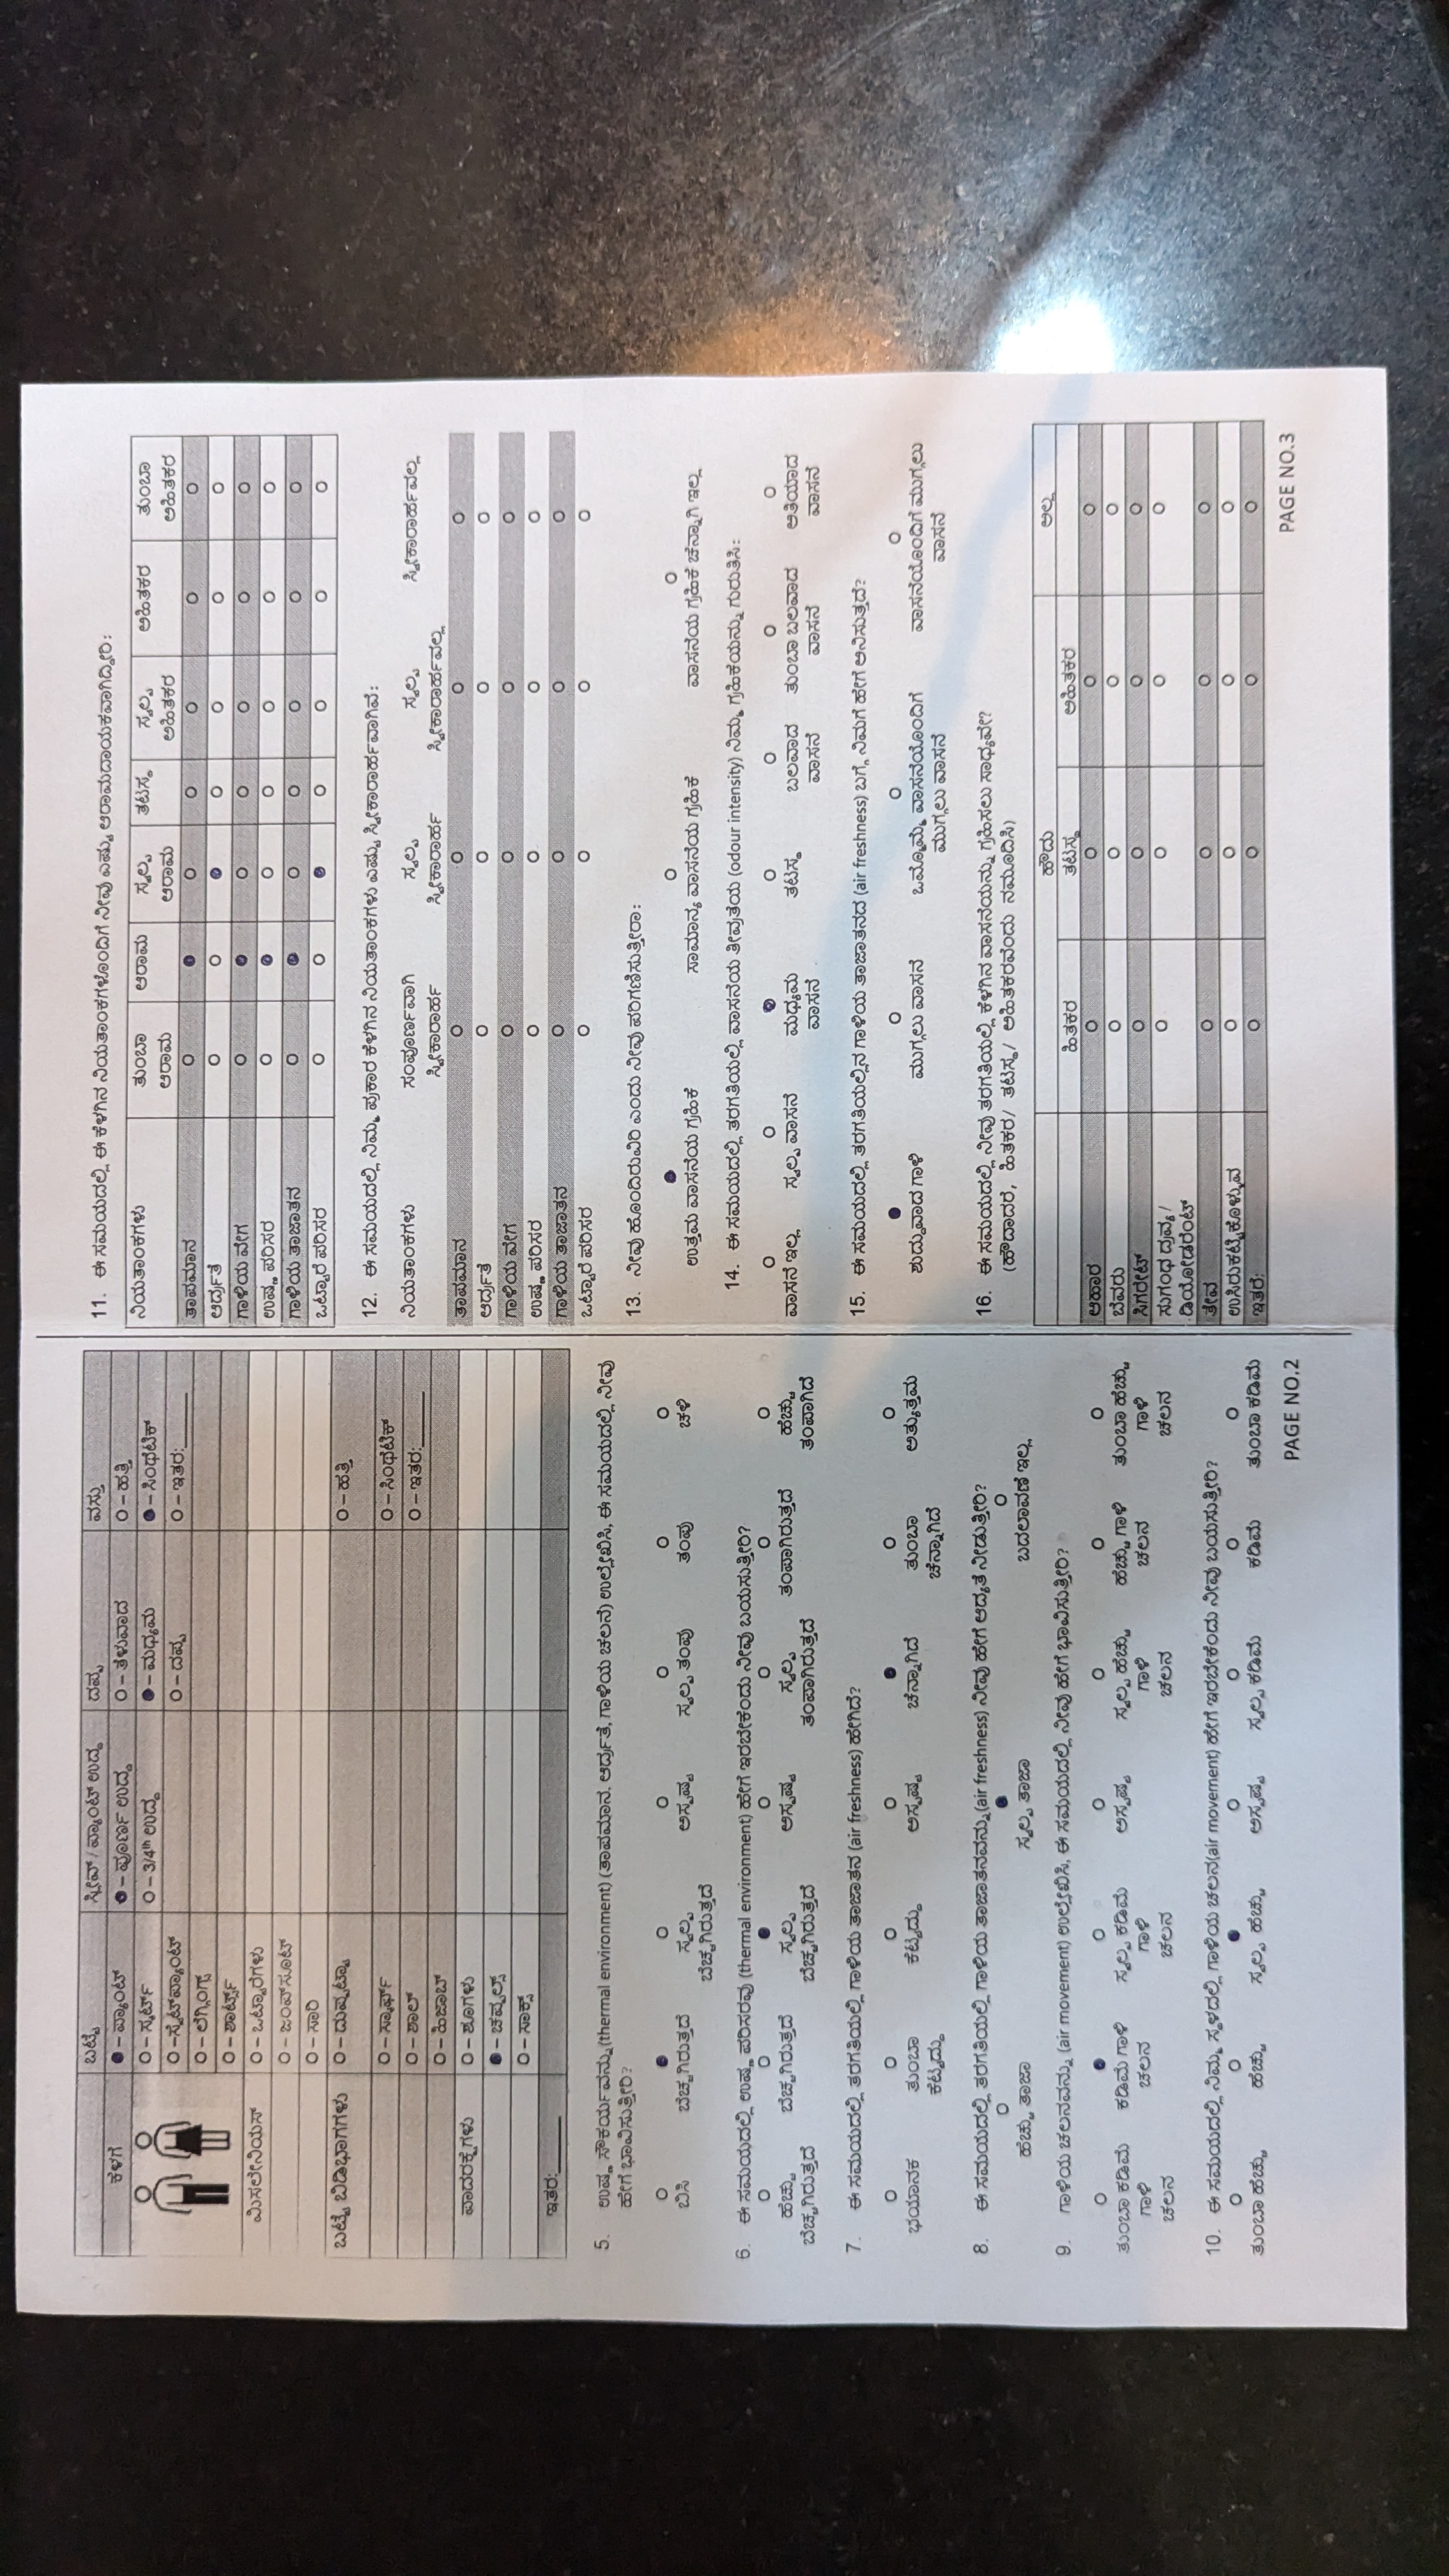 ಕೆಳಗೆ ಬಟ್ಟೆ ಸ್ಲೀವ್ / ಪ್ಯಾಂಟ್ ಉದ್ದ ದಪ್ಪ ವಸ್ತು
● – ಪ್ಯಾಂಟ್ ● – ಪೂರ್ಣ ಉದ್ದ O – ತೆಳುವಾದ O – ಹತ್ತಿ
O – ಸ್ಕರ್ಟ್ O – 3/4th ಉದ್ದ ● – ಮಧ್ಯಮ ● – ಸಿಂಥಟಿಕ್
O –ಸ್ವೆಟ್‌ಪ್ಯಾಂಟ್ O – ದಪ್ಪ O – ಇತರ:______
O – ಲೆಗ್ಗಿಂಗ್ಸ್
O – ಶಾರ್ಟ್ಸ್
ಮಿಸಲೇನಿಯಸ್ O – ಒಟ್ಟಾರೆಗಳು
O – ಜಂಪ್‌ಸೂಟ್
O – ಸಾರಿ
ಬಟ್ಟೆ ಬಿಡಿಭಾಗಗಳು O – ದುಪ್ಪಟ್ಟಾ O – ಹತ್ತಿ
O – ಸ್ಕಾರ್ಫ್ O – ಸಿಂಥಟಿಕ್
O – ಶಾಲ್ O – ಇತರ:______
O – ಹಿಜಾಬ್
ಪಾದರಕ್ಷೆಗಳು O – ಶೂಗಳು
● – ಚಪ್ಪಲ್ಸ್
O – ಸಾಕ್ಸ್
ಇತರ:______
5. ಉಷ್ಣ ಸೌಕರ್ಯವನ್ನು (thermal environment) (ತಾಪಮಾನ. ಆರ್ದ್ರತೆ, ಗಾಳಿಯ ಚಲನ) ಉಲ್ಲೇಖಿಸಿ, ಈ ಸಮಯದಲ್ಲಿ ನೀವು
ಹೇಗೆ ಭಾವಿಸುತ್ತೀರಿ?
O ● O O O O O
ಬಿಸಿ ಬೆಚ್ಚಗಿರುತ್ತದೆ ಸ್ವಲ್ಪ ಅಸ್ಪಷ್ಟ ಸ್ವಲ್ಪ ತಂಪು ತಂಪು ಚಳಿ
ಬೆಚ್ಚಗಿರುತ್ತದೆ
6. ಈ ಸಮಯದಲ್ಲಿ ಉಷ್ಣ ಪರಿಸರವು (thermal environment) ಹೇಗೆ ಇರಬೇಕೆಂದು ನೀವು ಬಯಸುತ್ತೀರಿ?
O O ● O O O O
ಹೆಚ್ಚು ಬೆಚ್ಚಗಿರುತ್ತದೆ ಸ್ವಲ್ಪ ಅಸ್ಪಷ್ಟ ಸ್ವಲ್ಪ ತಂಪಾಗಿರುತ್ತದೆ ಹೆಚ್ಚು
ಬೆಚ್ಚಗಿರುತ್ತದೆ ಬೆಚ್ಚಗಿರುತ್ತದೆ ತಂಪಾಗಿರುತ್ತದೆ ತಂಪಾಗಿದೆ
7. ಈ ಸಮಯದಲ್ಲಿ ತರಗತಿಯಲ್ಲಿ ಗಾಳಿಯ ತಾಜಾತನ (air freshness) ಹೇಗಿದೆ?
O O O O ● O O
ಭಯಾನಕ ತುಂಬಾ ಕೆಟ್ಟದ್ದು ಅಸ್ಪಷ್ಟ ಚೆನ್ನಾಗಿದೆ ತುಂಬಾ ಅತ್ಯುತ್ತಮ
ಕೆಟ್ಟದ್ದು ಚೆನ್ನಾಗಿದೆ
8. ಈ ಸಮಯದಲ್ಲಿ ತರಗತಿಯಲ್ಲಿ ಗಾಳಿಯ ತಾಜಾತನವನ್ನು (air freshness) ನೀವು ಹೇಗೆ ಆದ್ಯತೆ ನೀಡುತ್ತೀರಿ?
O ● O
ಹೆಚ್ಚು ತಾಜಾ ಸ್ವಲ್ಪ ತಾಜಾ ಬದಲಾವಣೆ ಇಲ್ಲ
9. ಗಾಳಿಯ ಚಲನವನ್ನು (air movement) ಉಲ್ಲೇಖಿಸಿ, ಈ ಸಮಯದಲ್ಲಿ ನೀವು ಹೇಗೆ ಭಾವಿಸುತ್ತೀರಿ?
O ● O O O O O
ತುಂಬಾ ಕಡಿಮೆ ಕಡಿಮೆ ಗಾಳಿ ಸ್ವಲ್ಪ ಕಡಿಮೆ ಅಸ್ಪಷ್ಟ ಸ್ವಲ್ಪ ಹೆಚ್ಚು ಹೆಚ್ಚು ಗಾಳಿ ತುಂಬಾ ಹೆಚ್ಚು
ಗಾಳಿ ಚಲನ ಗಾಳಿ ಗಾಳಿ ಚಲನ ಗಾಳಿ
ಚಲನ ಚಲನ ಚಲನ ಚಲನ
10. ಈ ಸಮಯದಲ್ಲಿ ನಿಮ್ಮ ಸ್ಥಳದಲ್ಲಿ ಗಾಳಿಯ ಚಲನ(air movement) ಹೇಗೆ ಇರಬೇಕೆಂದು ನೀವು ಬಯಸುತ್ತೀರಿ?
O O ● O O O O
ತುಂಬಾ ಹೆಚ್ಚು ಹೆಚ್ಚು ಸ್ವಲ್ಪ ಹೆಚ್ಚು ಅಸ್ಪಷ್ಟ ಸ್ವಲ್ಪ ಕಡಿಮೆ ಕಡಿಮೆ ತುಂಬಾ ಕಡಿಮೆ
PAGE NO.2
11. ಈ ಸಮಯದಲ್ಲಿ ಈ ಕೆಳಗಿನ ನಿಯತಾಂಕಗಳೊಂದಿಗೆ ನೀವು ಎಷ್ಟು ಆರಾಮದಾಯಕವಾಗಿದ್ದೀರಿ:
ನಿಯತಾಂಕಗಳು ತುಂಬಾ ಆರಾಮ ಸ್ವಲ್ಪ ತಟಸ್ಥ ಸ್ವಲ್ಪ ಅಹಿತಕರ ತುಂಬಾ
ಆರಾಮ ಆರಾಮ ಅಹಿತಕರ ಅಹಿತಕರ
ತಾಪಮಾನ O ● O O O O O
ಆರ್ದ್ರತೆ O O ● O O O O
ಗಾಳಿಯ ವೇಗ O ● O O O O O
ಉಷ್ಣ ಪರಿಸರ O ● O O O O O
ಗಾಳಿಯ ತಾಜಾತನ O ● O O O O O
ಒಟ್ಟಾರೆ ಪರಿಸರ O O ● O O O O
12. ಈ ಸಮಯದಲ್ಲಿ ನಿಮ್ಮ ಪ್ರಕಾರ ಕೆಳಗಿನ ನಿಯತಾಂಕಗಳು ಎಷ್ಟು ಸ್ವೀಕಾರಾರ್ಹವಾಗಿವೆ:
ನಿಯತಾಂಕಗಳು ಸಂಪೂರ್ಣವಾಗಿ ಸ್ವಲ್ಪ ಸ್ವಲ್ಪ ಸ್ವೀಕಾರಾರ್ಹವಲ್ಲ
ಸ್ವೀಕಾರಾರ್ಹ ಸ್ವೀಕಾರಾರ್ಹ ಸ್ವೀಕಾರಾರ್ಹವಲ್ಲ
ತಾಪಮಾನ O O O O
ಆರ್ದ್ರತೆ O O O O
ಗಾಳಿಯ ವೇಗ O O O O
ಉಷ್ಣ ಪರಿಸರ O O O O
ಗಾಳಿಯ ತಾಜಾತನ O O O O
ಒಟ್ಟಾರೆ ಪರಿಸರ O O O O
13. ನೀವು ಹೊಂದಿರುವಿರಿ ಎಂದು ನೀವು ಪರಿಗಣಿಸುತ್ತೀರಾ:
● O O
ಉತ್ತಮ ವಾಸನೆಯ ಗ್ರಹಿಕೆ ಸಾಮಾನ್ಯ ವಾಸನೆಯ ಗ್ರಹಿಕೆ ವಾಸನೆಯ ಗ್ರಹಿಕೆ ಚೆನ್ನಾಗಿ ಇಲ್ಲ
14. ಈ ಸಮಯದಲ್ಲಿ ತರಗತಿಯಲ್ಲಿ ವಾಸನೆಯ ತೀವ್ರತೆಯ (odour intensity) ನಿಮ್ಮ ಗ್ರಹಿಕೆಯನ್ನು ಗುರುತಿಸಿ:
O O ● O O O O
ವಾಸನೆ ಇಲ್ಲ ಸ್ವಲ್ಪ ವಾಸನೆ ಮಧ್ಯಮ ತಟಸ್ಥ ಬಲವಾದ ತುಂಬಾ ಬಲವಾದ ಅತಿಯಾದ
ವಾಸನೆ ವಾಸನೆ ವಾಸನೆ ವಾಸನೆ
15. ಈ ಸಮಯದಲ್ಲಿ ತರಗತಿಯಲ್ಲಿನ ಗಾಳಿಯ ತಾಜಾತನದ (air freshness) ಬಗ್ಗೆ ನಿಮಗೆ ಹೇಗೆ ಅನಿಸುತ್ತದೆ?
● O O O
ಶುದ್ಧವಾದ ಗಾಳಿ ಮುಗ್ಗಲು ವಾಸನೆ ಒಮ್ಮೊಮ್ಮೆ ವಾಸನೆಯೊಂದಿಗೆ ವಾಸನೆಯೊಂದಿಗೆ ಮುಗ್ಗಲು
ಮುಗ್ಗಲು ವಾಸನೆ ವಾಸನೆ
16. ಈ ಸಮಯದಲ್ಲಿ ನೀವು ತರಗತಿಯಲ್ಲಿ ಕೆಳಗಿನ ವಾಸನೆಯನ್ನು ಗ್ರಹಿಸಲು ಸಾಧ್ಯವೇ?
(ಹೌದಾದರೆ, ಹಿತಕರ/ ತಟಸ್ಥ/ ಅಹಿತಕರವೆಂದು ನಮೂದಿಸಿ)
ಹೌದು ಅಲ್ಲ
ಹಿತಕರ ತಟಸ್ಥ ಅಹಿತಕರ
ಆಹಾರ O O O O
ಬೆವರು O O O O
ಸಿಗರೇಟ್ O O O O
ಸುಗಂಧ ದ್ರವ್ಯ / O O O O
ಡಿಯೋಡರೆಂಟ್
ತೇವ O O O O
ಉಸಿರುಕಟ್ಟಿಕೊಳ್ಳುವ O O O O
ಇತರ: O O O O
PAGE NO.3